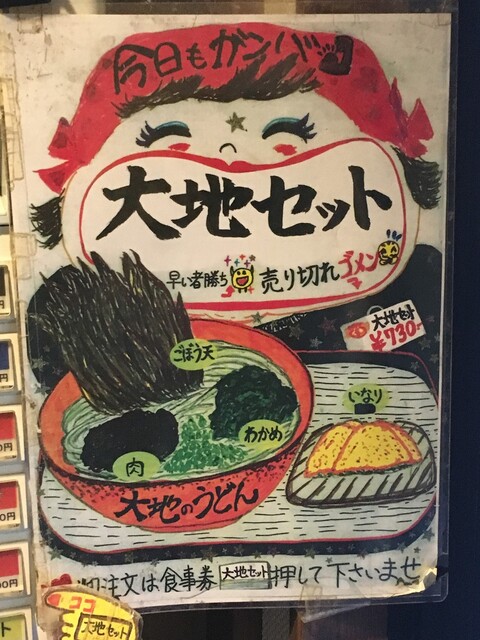 今日もガンバッ
大地セット
早い者勝ち 売り切れ ゴメン
大地セット
¥730-
ごぼう天
いなり
わかめ
肉
大地のうどん
注文は食事券 大地セット 押して下さいませ
ココ
大地セット